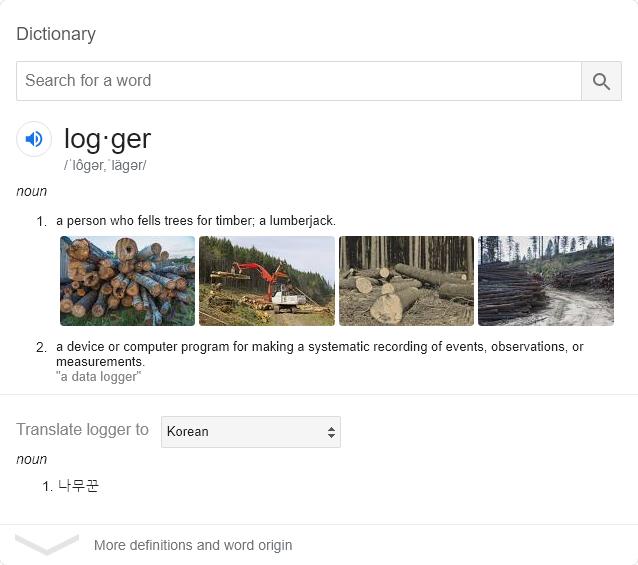 Dictionary
Search for a word
log·ger
/ˈlôɡər,ˈläɡər/
noun
1. a person who fells trees for timber; a lumberjack.
2. a device or computer program for making a systematic recording of events, observations, or
measurements.
"a data logger"
Translate logger to Korean
noun
1. 나무꾼
More definitions and word origin